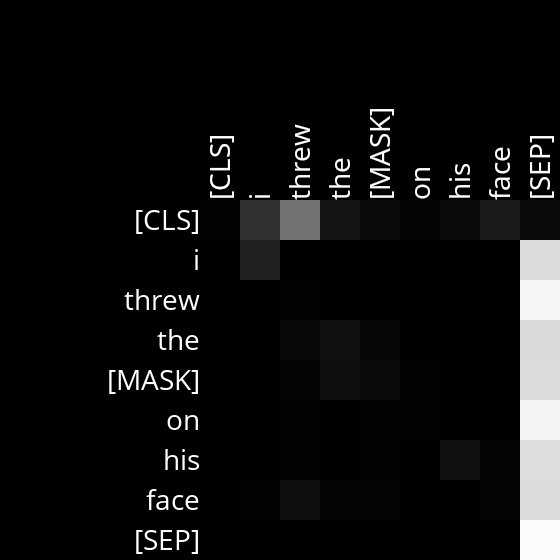 [CLS] i threw the [MASK] on his face [SEP]
[CLS]
i
threw
the
[MASK]
on
his
face
[SEP]